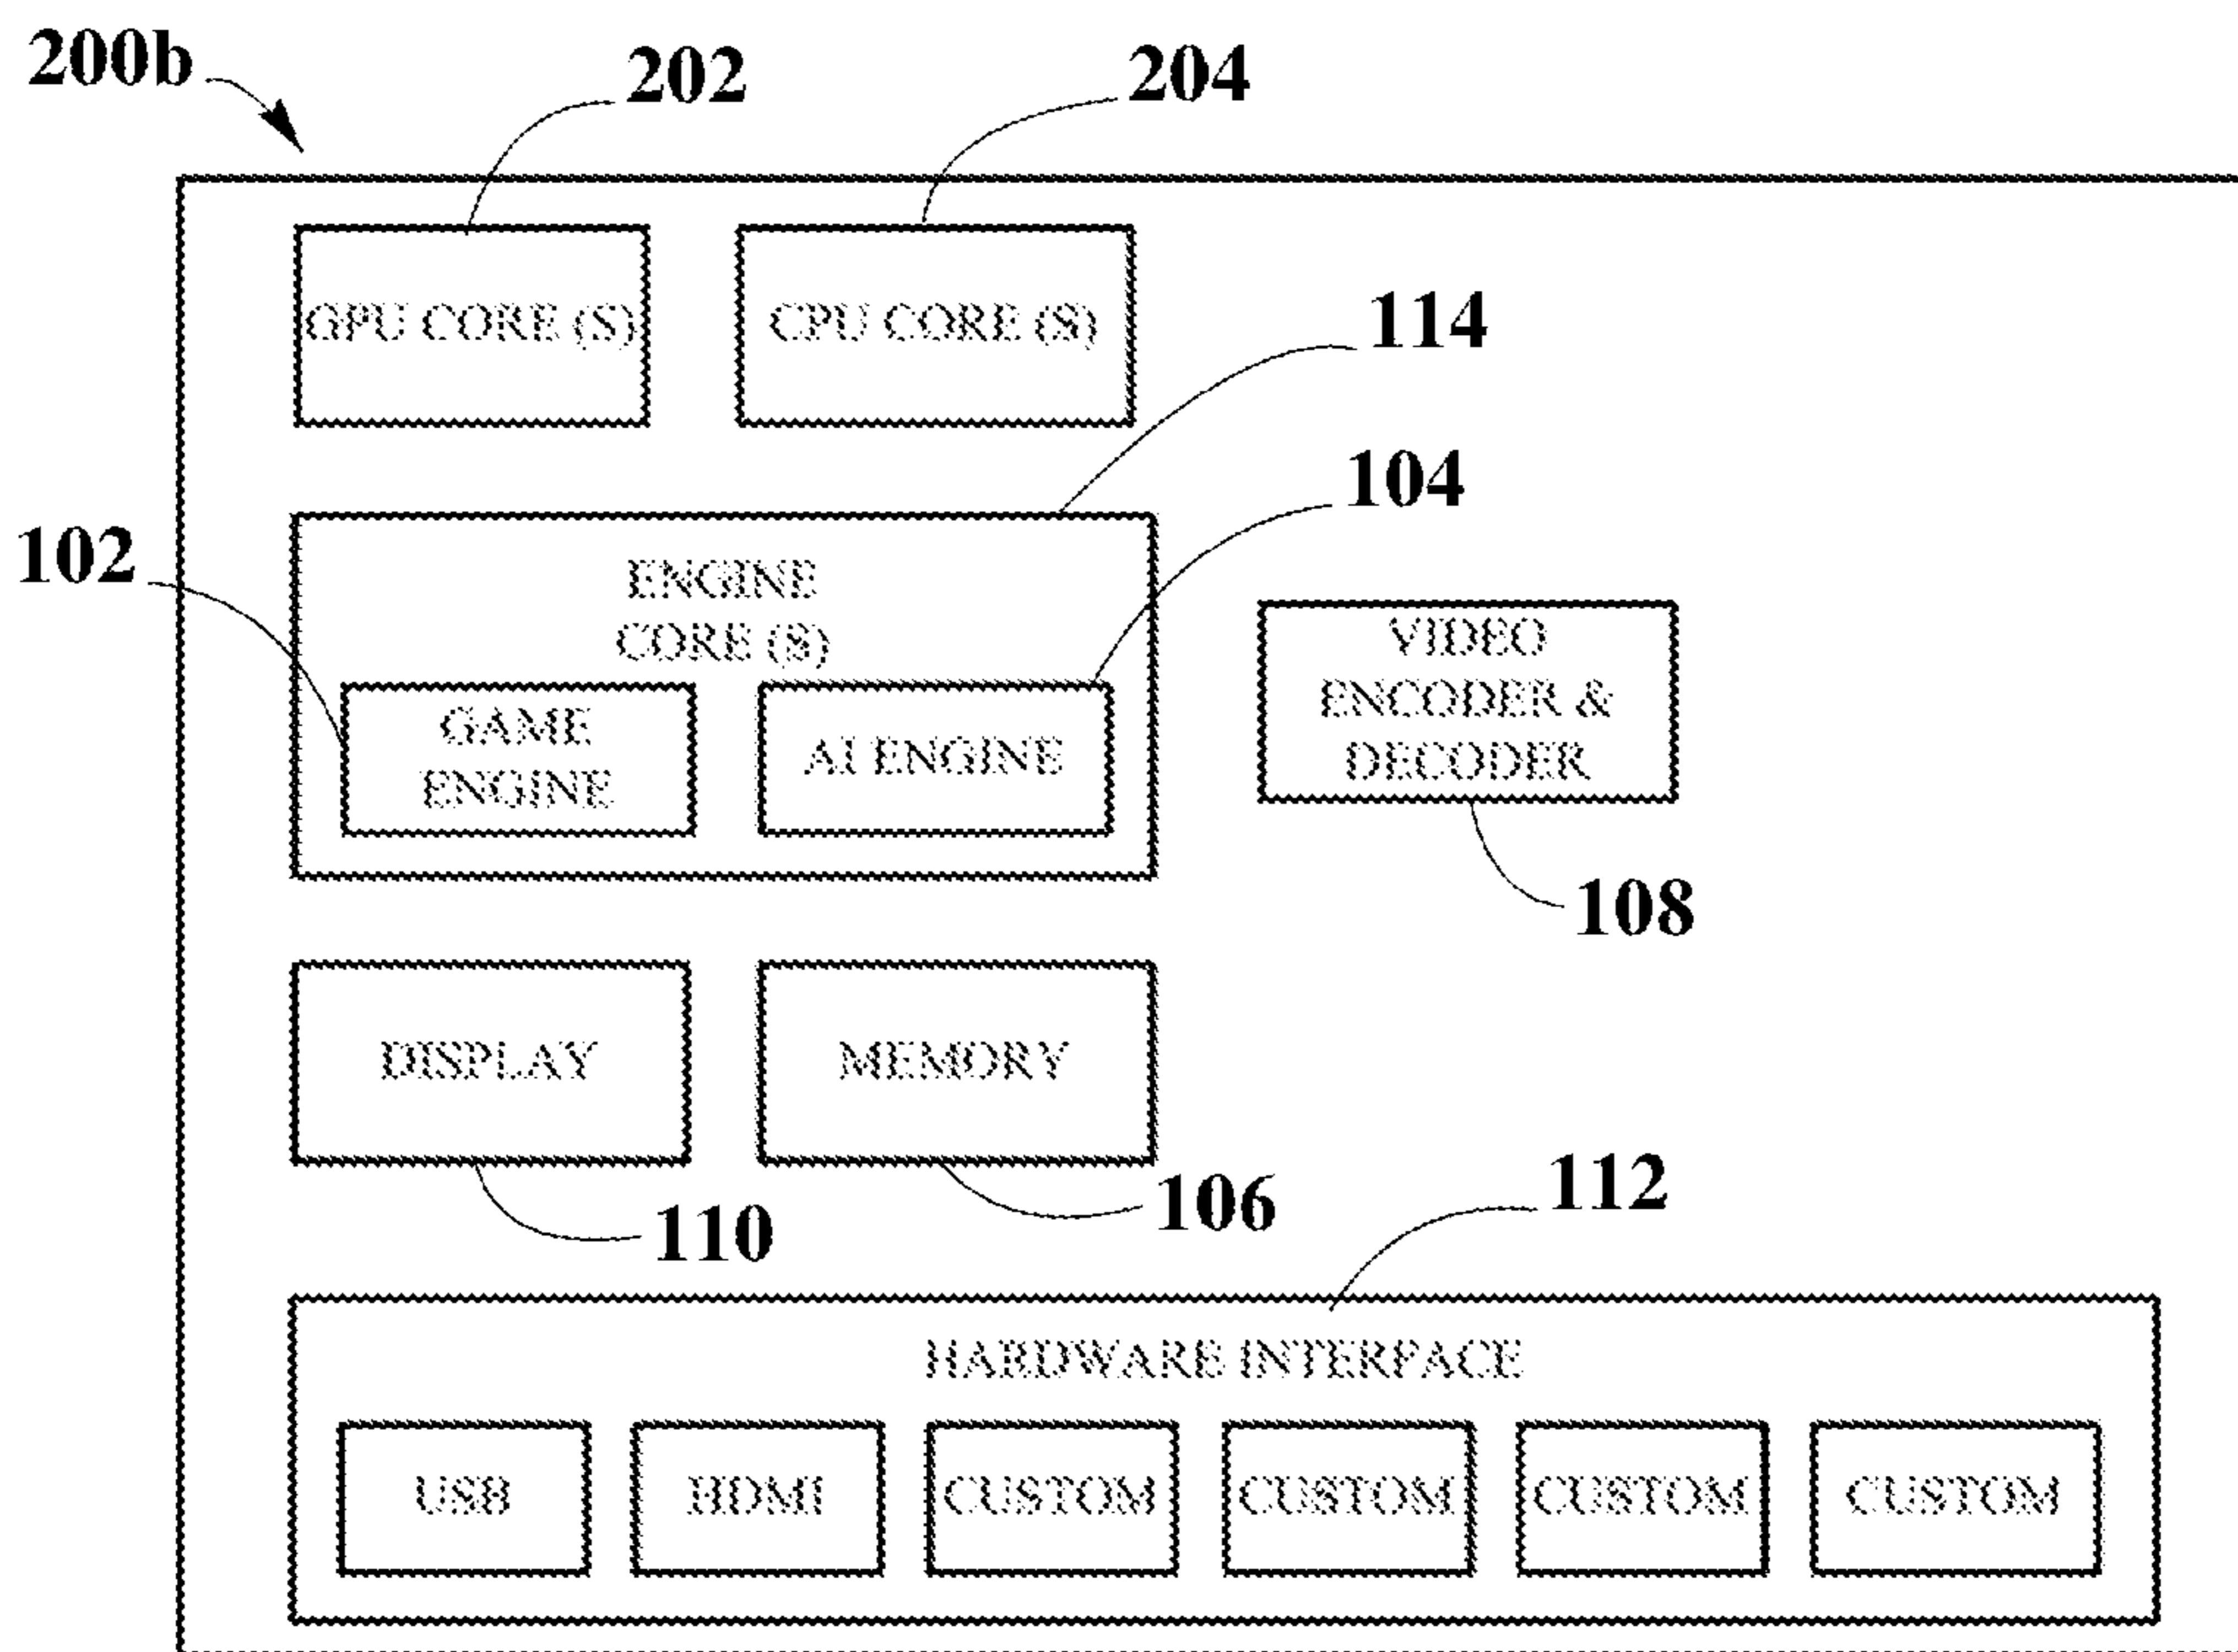 200b
202
204
GPU CORE (S)
CPU CORE (S)
114
104
102
ENGINE
CORE (S)
GAME
ENGINE
AI ENGINE
VIDEO
ENCODER &
DECODER
108
DISPLAY
MEMORY
110
106
112
HARDWARE INTERFACE
USB
HDMI
CUSTOM
CUSTOM
CUSTOM
CUSTOM